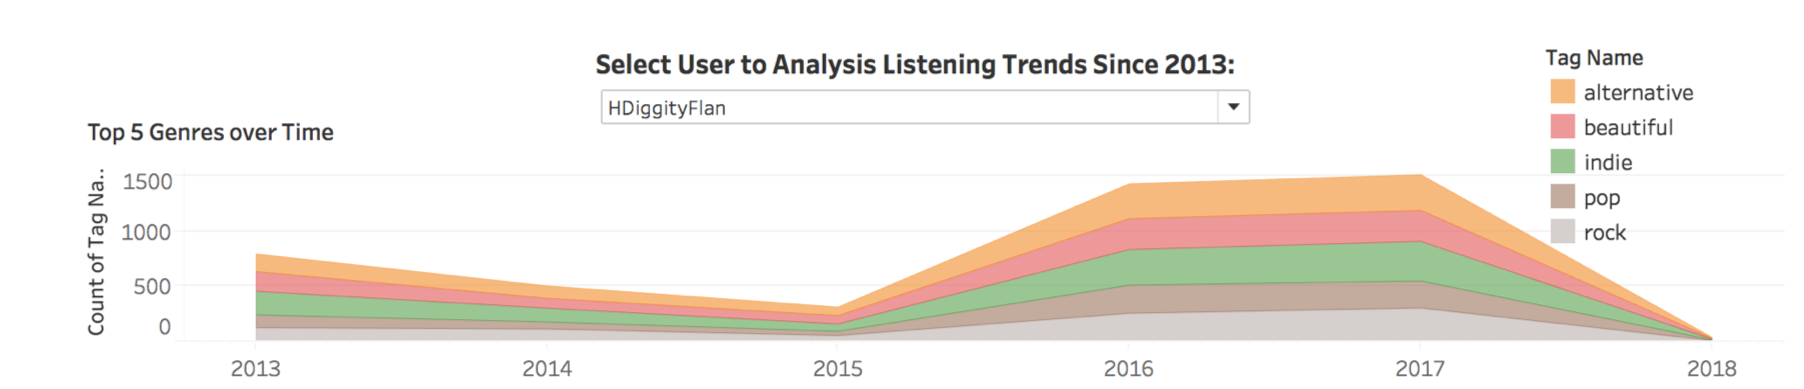 Select User to Analysis Listening Trends Since 2013:
HDiggityFlan
Tag Name
alternative
beautiful
indie
pop
rock
Top 5 Genres over Time
Count of Tag Na..
1500
1000
500
0
2013 2014 2015 2016 2017 2018